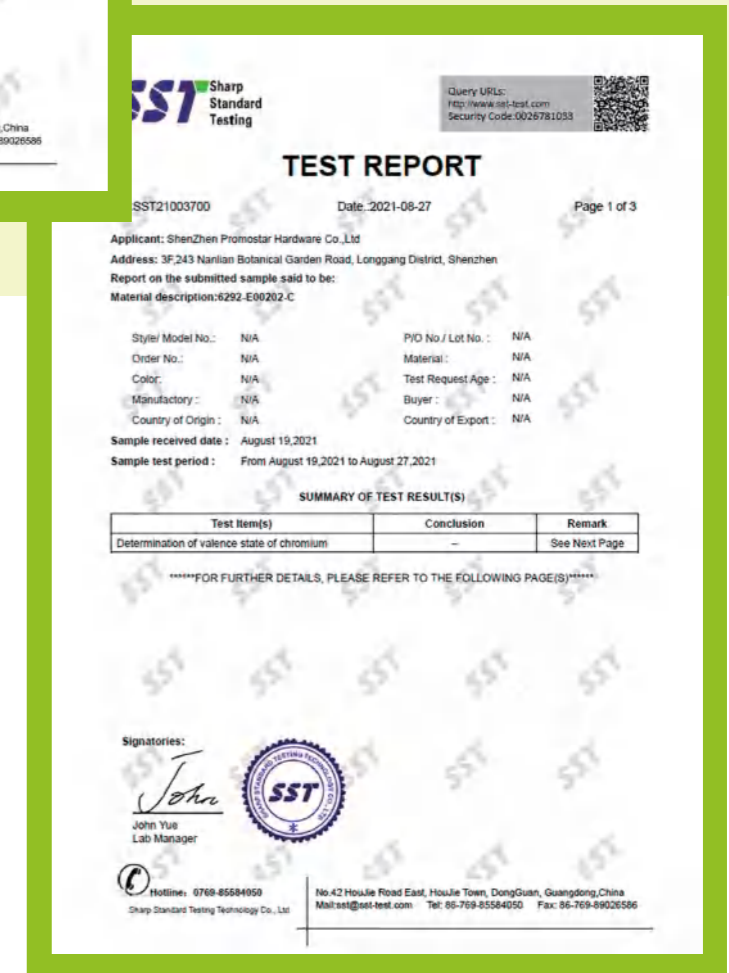 ,China
89026586
SST Sharp
Standard
Testing
Query URLs:
http://www.sst-test.com
Security Code:0026781033
TEST REPORT
SST21003700 Date.:2021-08-27 Page 1 of 3
Applicant: ShenZhen Promostar Hardware Co.,Ltd
Address: 3F,243 Nanlian Botanical Garden Road, Longgang District, Shenzhen
Report on the submitted sample said to be:
Material description:6292-E00202-C
Style/ Model No.: N/A P/O No./ Lot No. : N/A
Order No.: N/A Material : N/A
Color: N/A Test Request Age : N/A
Manufactory : N/A Buyer : N/A
Country of Origin : N/A Country of Export : N/A
Sample received date : August 19,2021
Sample test period : From August 19,2021 to August 27,2021
SUMMARY OF TEST RESULT(S)
Test Item(s) Conclusion Remark
Determination of valence state of chromium – See Next Page
******FOR FURTHER DETAILS, PLEASE REFER TO THE FOLLOWING PAGE(S)******
Signatories:
John
SHARP STANDARD TESTING TECHNOLOGY CO., LTD
SST
John Yue
Lab Manager
Hotline: 0769-85584050
Sharp Standard Testing Technology Co., Ltd
No.42 HouJie Road East, HouJie Town, DongGuan, Guangdong,China
Mail:sst@sst-test.com Tel: 86-769-85584050 Fax: 86-769-89026586